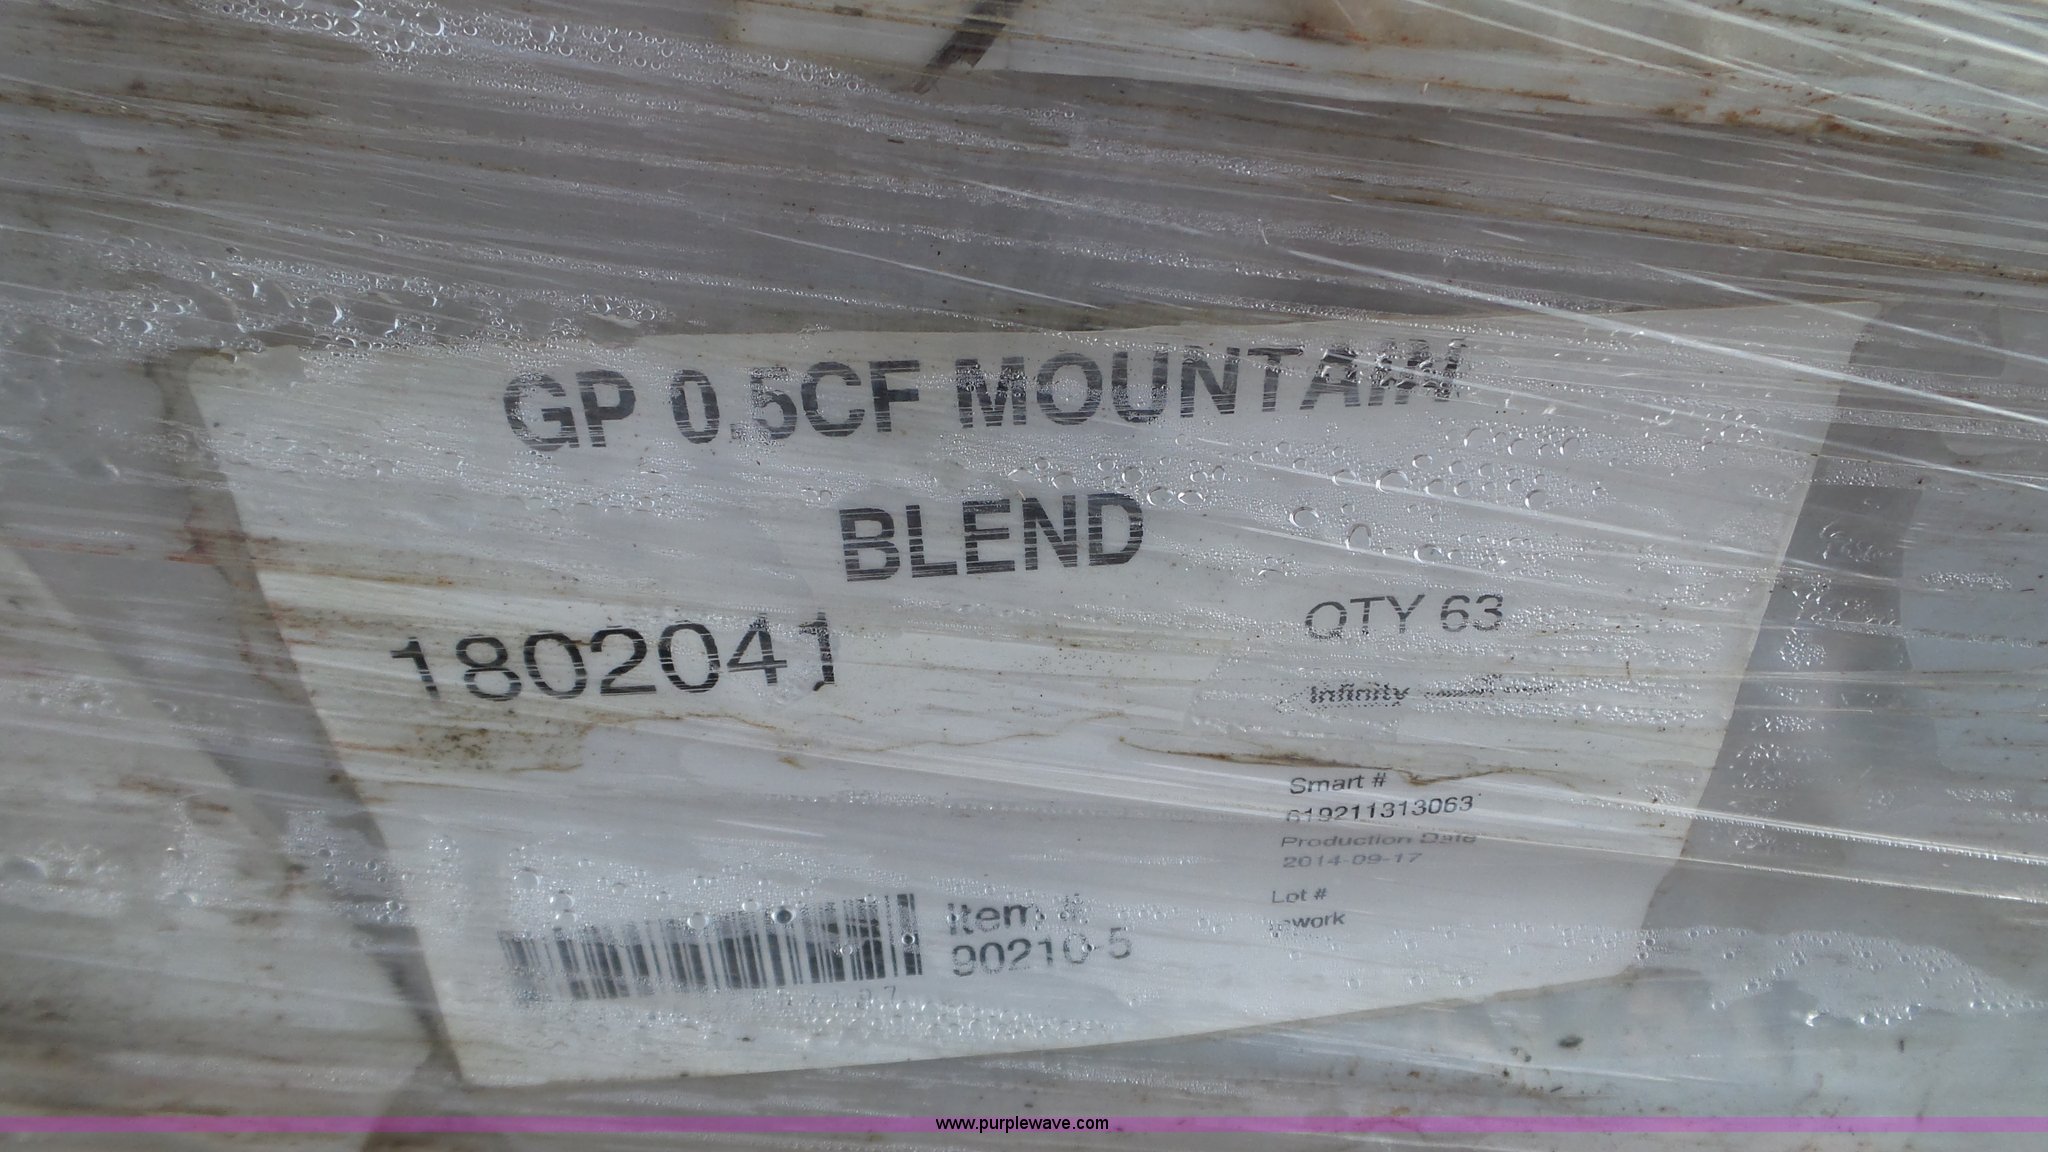 GP 0.5CF MOUNTAIN
BLEND
1802041
QTY 63
Infinity
Smart #
619211313063
Production Date
2014-09-17
Lot #
Item #
90210-5
www.purplewave.com